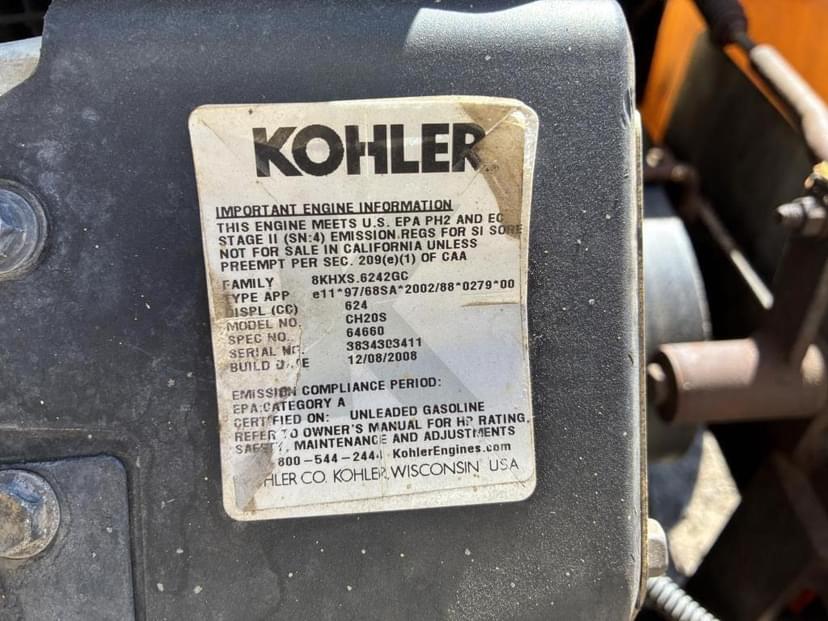 KOHLER
IMPORTANT ENGINE INFORMATION
THIS ENGINE MEETS U.S. EPA PH2 AND EC
STAGE II (SN:4) EMISSION REGS FOR SI SORE
NOT FOR SALE IN CALIFORNIA UNLESS
PREEMPT PER SEC. 209(e)(1) OF CAA
FAMILY 8KHXS.6242GC
TYPE APP e11*97/68SA*2002/88*0279*00
DISPL (CC) 624
MODEL NO. CH20S
SPEC NO. 64660
SERIAL NO. 3834303411
BUILD DATE 12/08/2008
EMISSION COMPLIANCE PERIOD:
EPA:CATEGORY A
CERTIFIED ON: UNLEADED GASOLINE
REFER TO OWNER'S MANUAL FOR HP RATING,
SAFETY, MAINTENANCE AND ADJUSTMENTS
800-544-2444 KohlerEngines.com
KOHLER CO. KOHLER, WISCONSIN USA